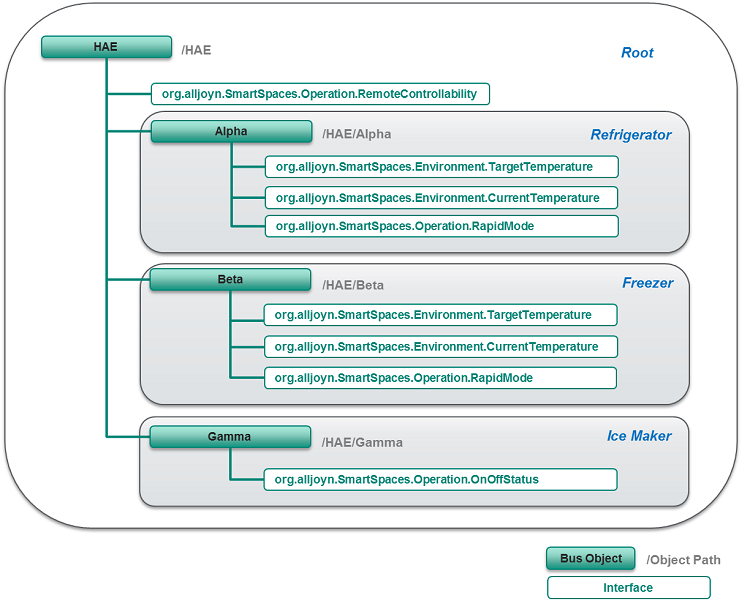 HAE /HAE Root
org.alljoyn.SmartSpaces.Operation.RemoteControllability
Alpha /HAE/Alpha Refrigerator
org.alljoyn.SmartSpaces.Environment.TargetTemperature
org.alljoyn.SmartSpaces.Environment.CurrentTemperature
org.alljoyn.SmartSpaces.Operation.RapidMode
Beta /HAE/Beta Freezer
org.alljoyn.SmartSpaces.Environment.TargetTemperature
org.alljoyn.SmartSpaces.Environment.CurrentTemperature
org.alljoyn.SmartSpaces.Operation.RapidMode
Gamma /HAE/Gamma Ice Maker
org.alljoyn.SmartSpaces.Operation.OnOffStatus
Bus Object /Object Path
Interface